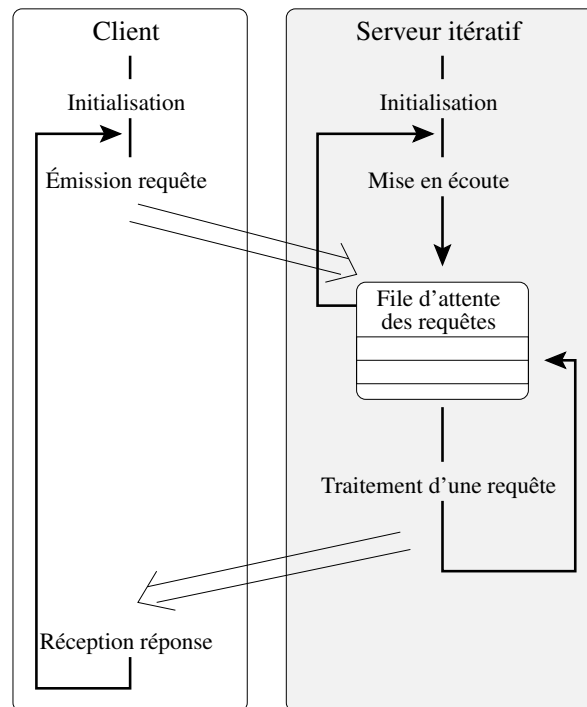 Client
Initialisation
Émission requête
Réception réponse
Serveur itératif
Initialisation
Mise en écoute
File d'attente
des requêtes
Traitement d'une requête